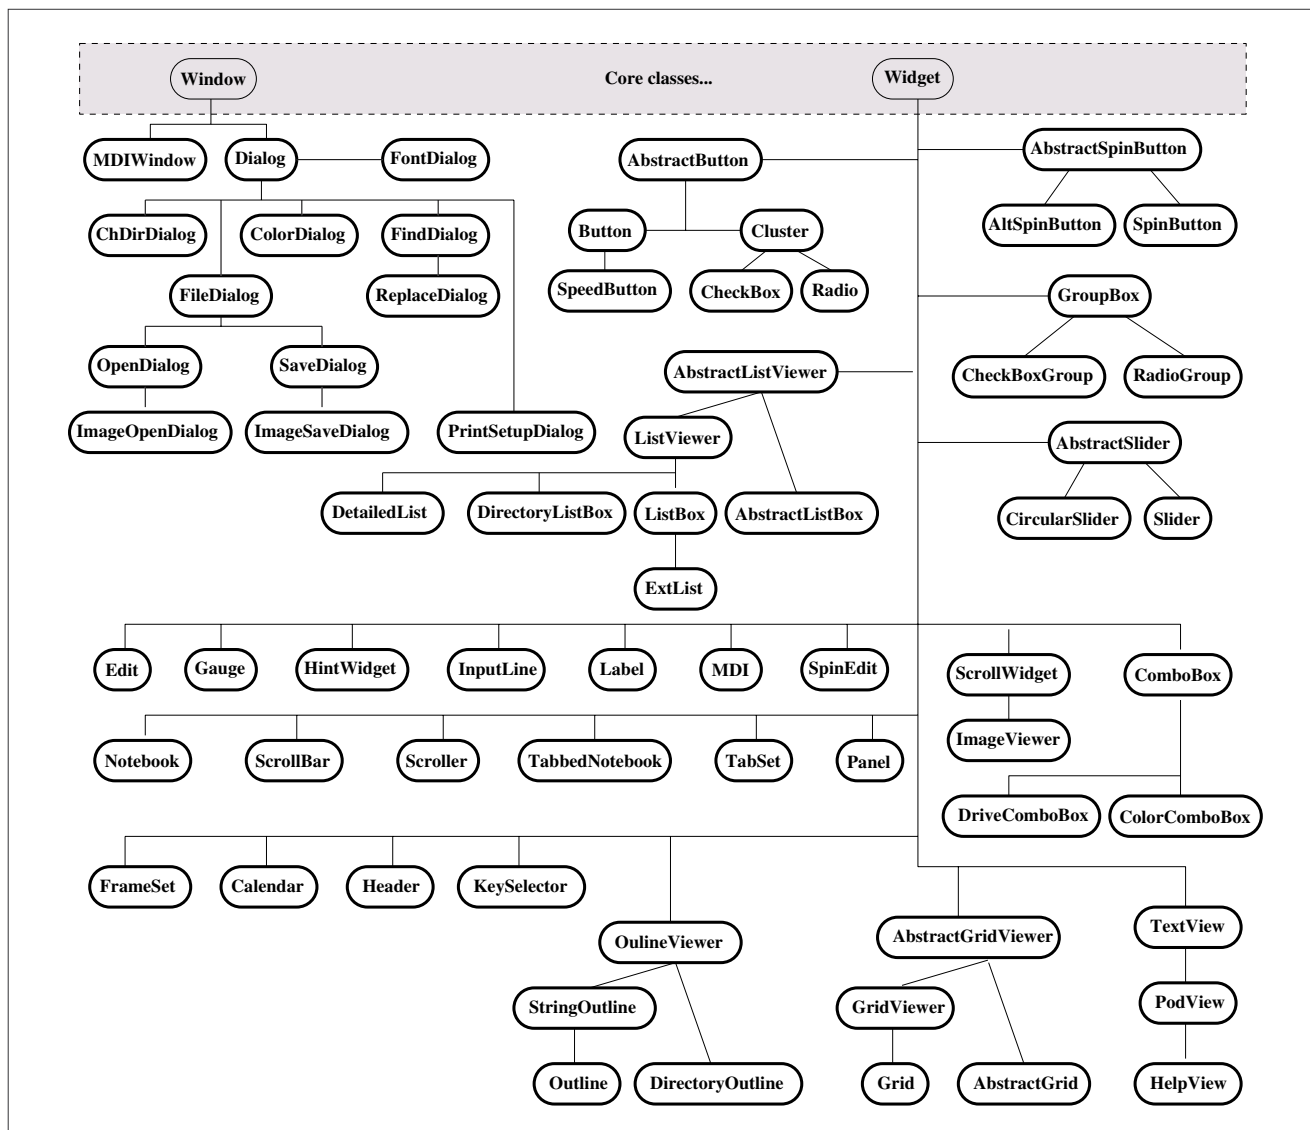 Window
Core classes...
Widget
MDIWindow
Dialog
FontDialog
AbstractButton
AbstractSpinButton
ChDirDialog
ColorDialog
FindDialog
Button
Cluster
AltSpinButton
SpinButton
FileDialog
ReplaceDialog
SpeedButton
CheckBox
Radio
GroupBox
OpenDialog
SaveDialog
AbstractListViewer
CheckBoxGroup
RadioGroup
ImageOpenDialog
ImageSaveDialog
PrintSetupDialog
ListViewer
AbstractSlider
DetailedList
DirectoryListBox
ListBox
AbstractListBox
CircularSlider
Slider
ExtList
Edit
Gauge
HintWidget
InputLine
Label
MDI
SpinEdit
ScrollWidget
ComboBox
Notebook
ScrollBar
Scroller
TabbedNotebook
TabSet
Panel
ImageViewer
DriveComboBox
ColorComboBox
FrameSet
Calendar
Header
KeySelector
OulineViewer
AbstractGridViewer
TextView
StringOutline
GridViewer
PodView
Outline
DirectoryOutline
Grid
AbstractGrid
HelpView